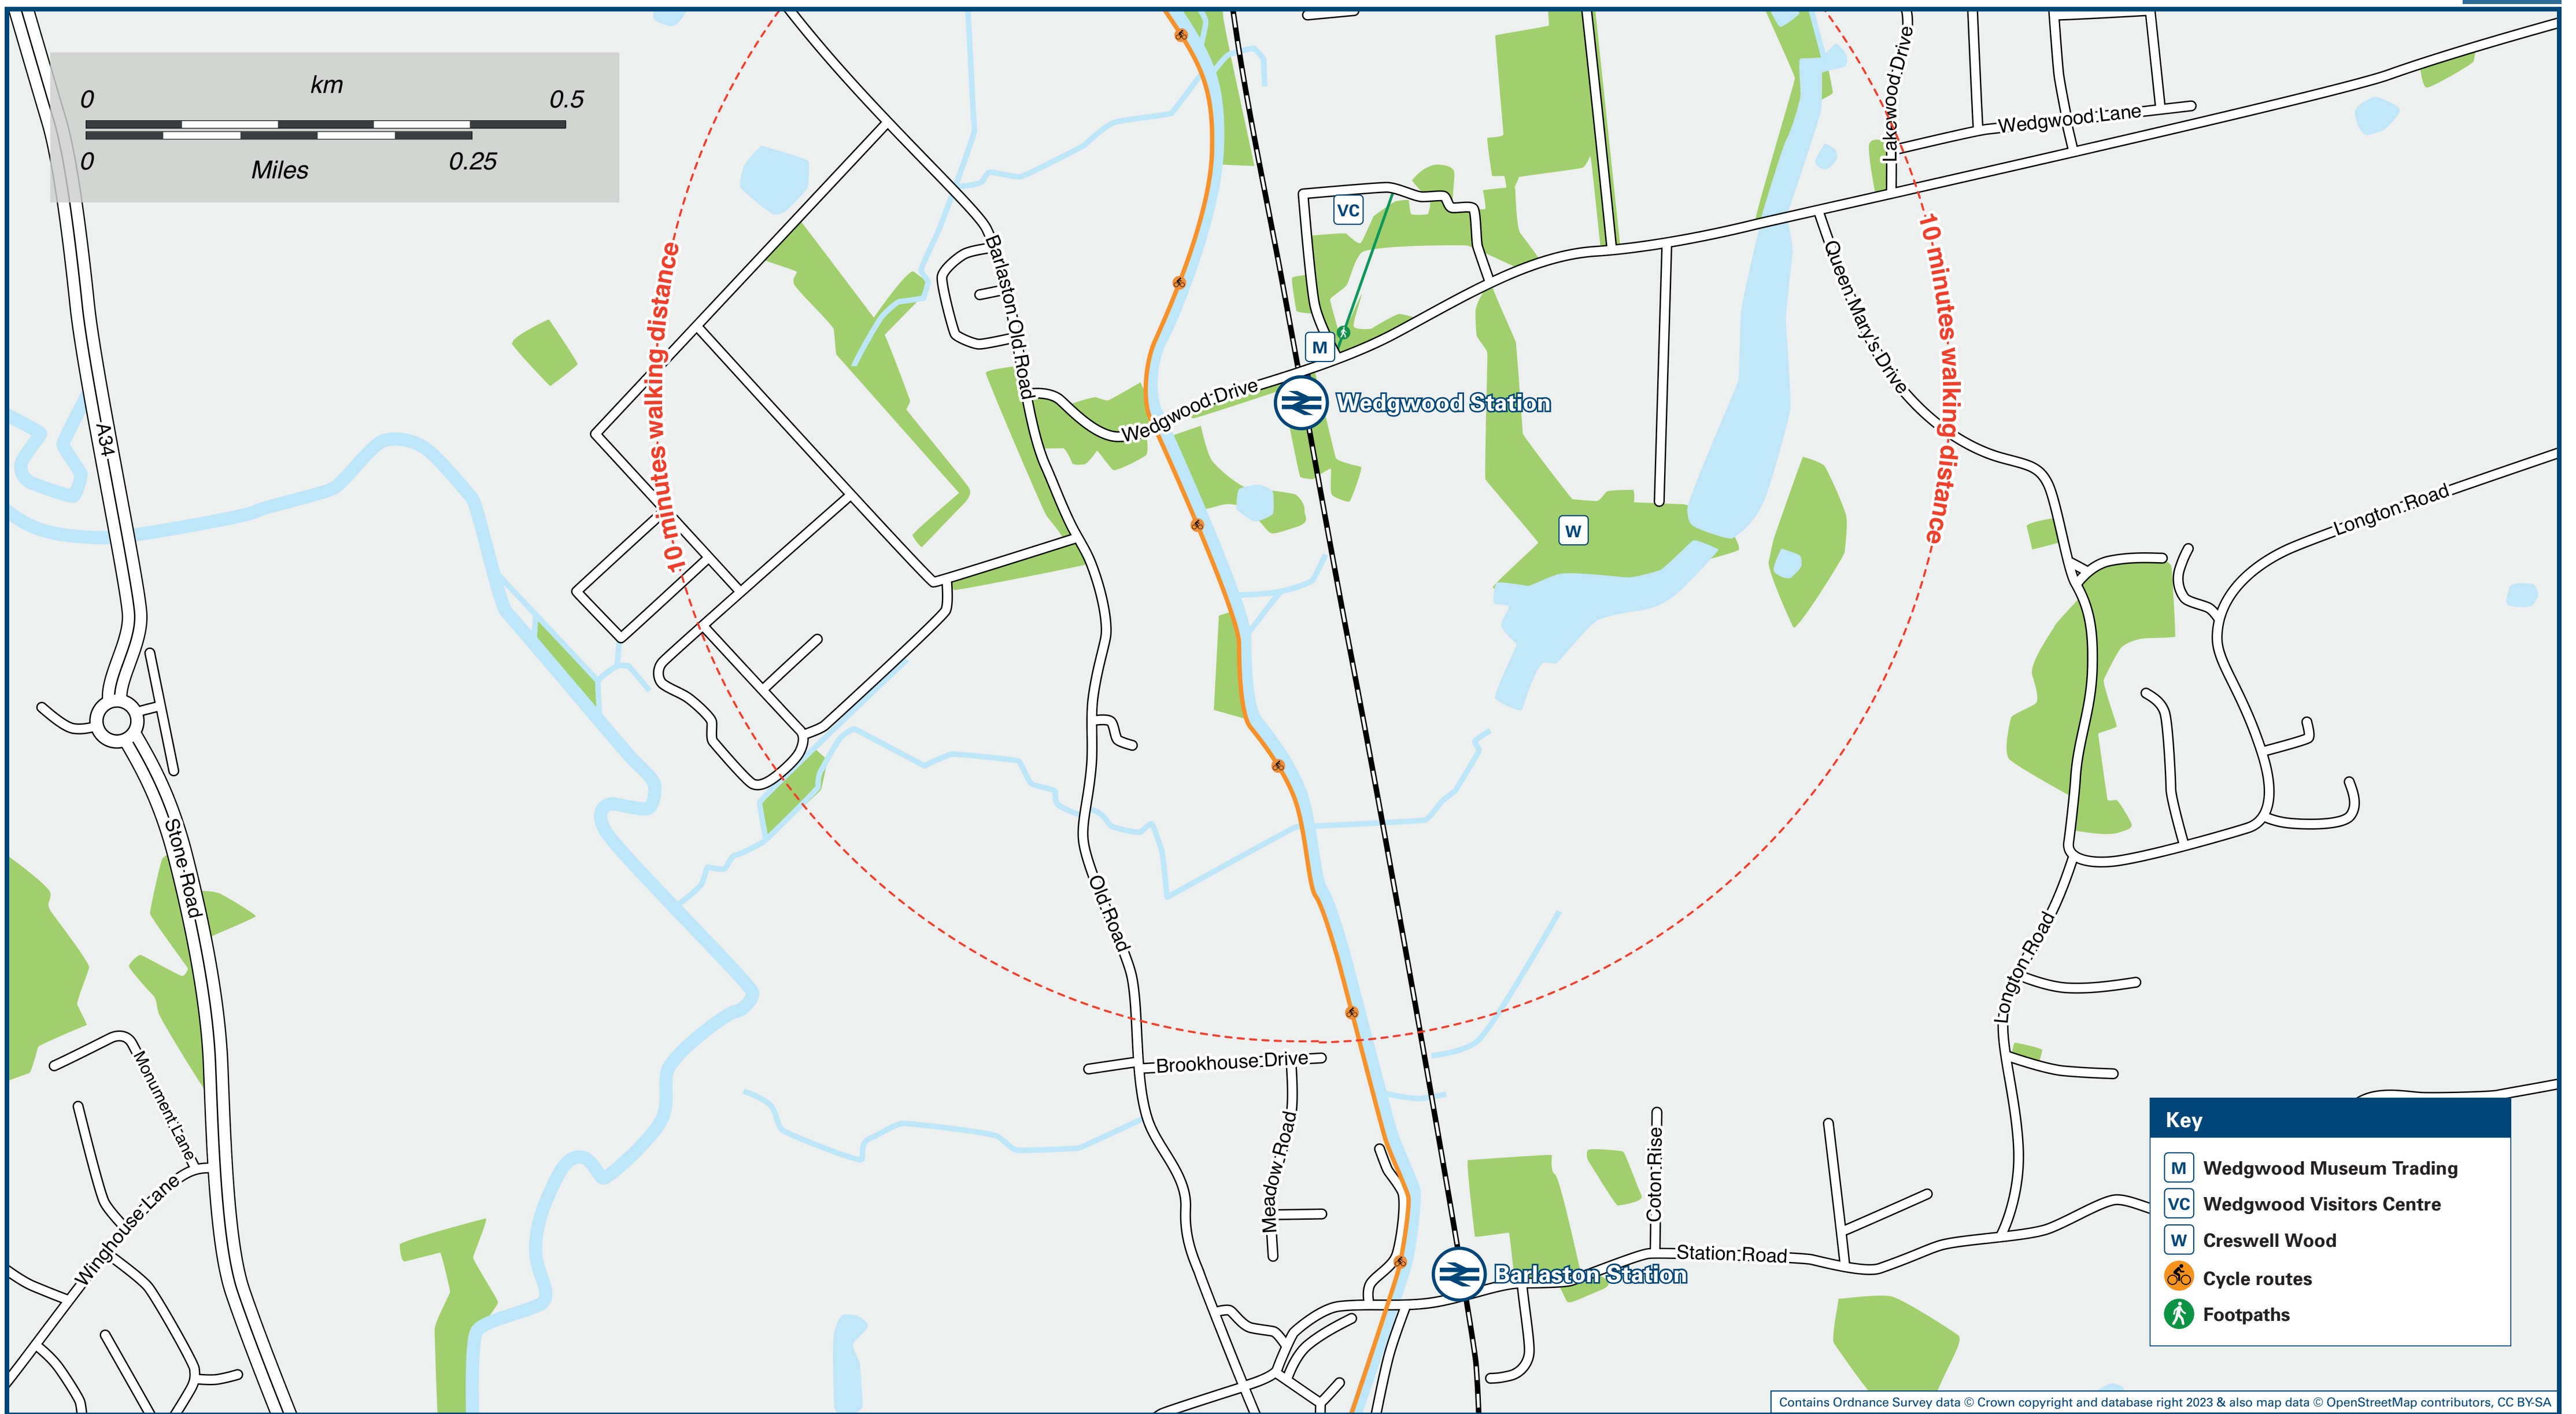 km
0 0.5
0 0.25
Miles
Lakewood Drive
Wedgwood Lane
VC
Barlaston Old Road
10 minutes walking distance
10 minutes walking distance
Queen Mary's Drive
M
Wedgwood Drive
Wedgwood Station
A34
Longton Road
W
Stone Road
Old Road
Longton Road
Brookhouse Drive
Monument Lane
Meadow Road
Coton Rise
Winghouse Lane
Station Road
Barlaston Station
Key
M Wedgwood Museum Trading
VC Wedgwood Visitors Centre
W Creswell Wood
Cycle routes
Footpaths
Contains Ordnance Survey data © Crown copyright and database right 2023 & also map data © OpenStreetMap contributors, CC BY-SA